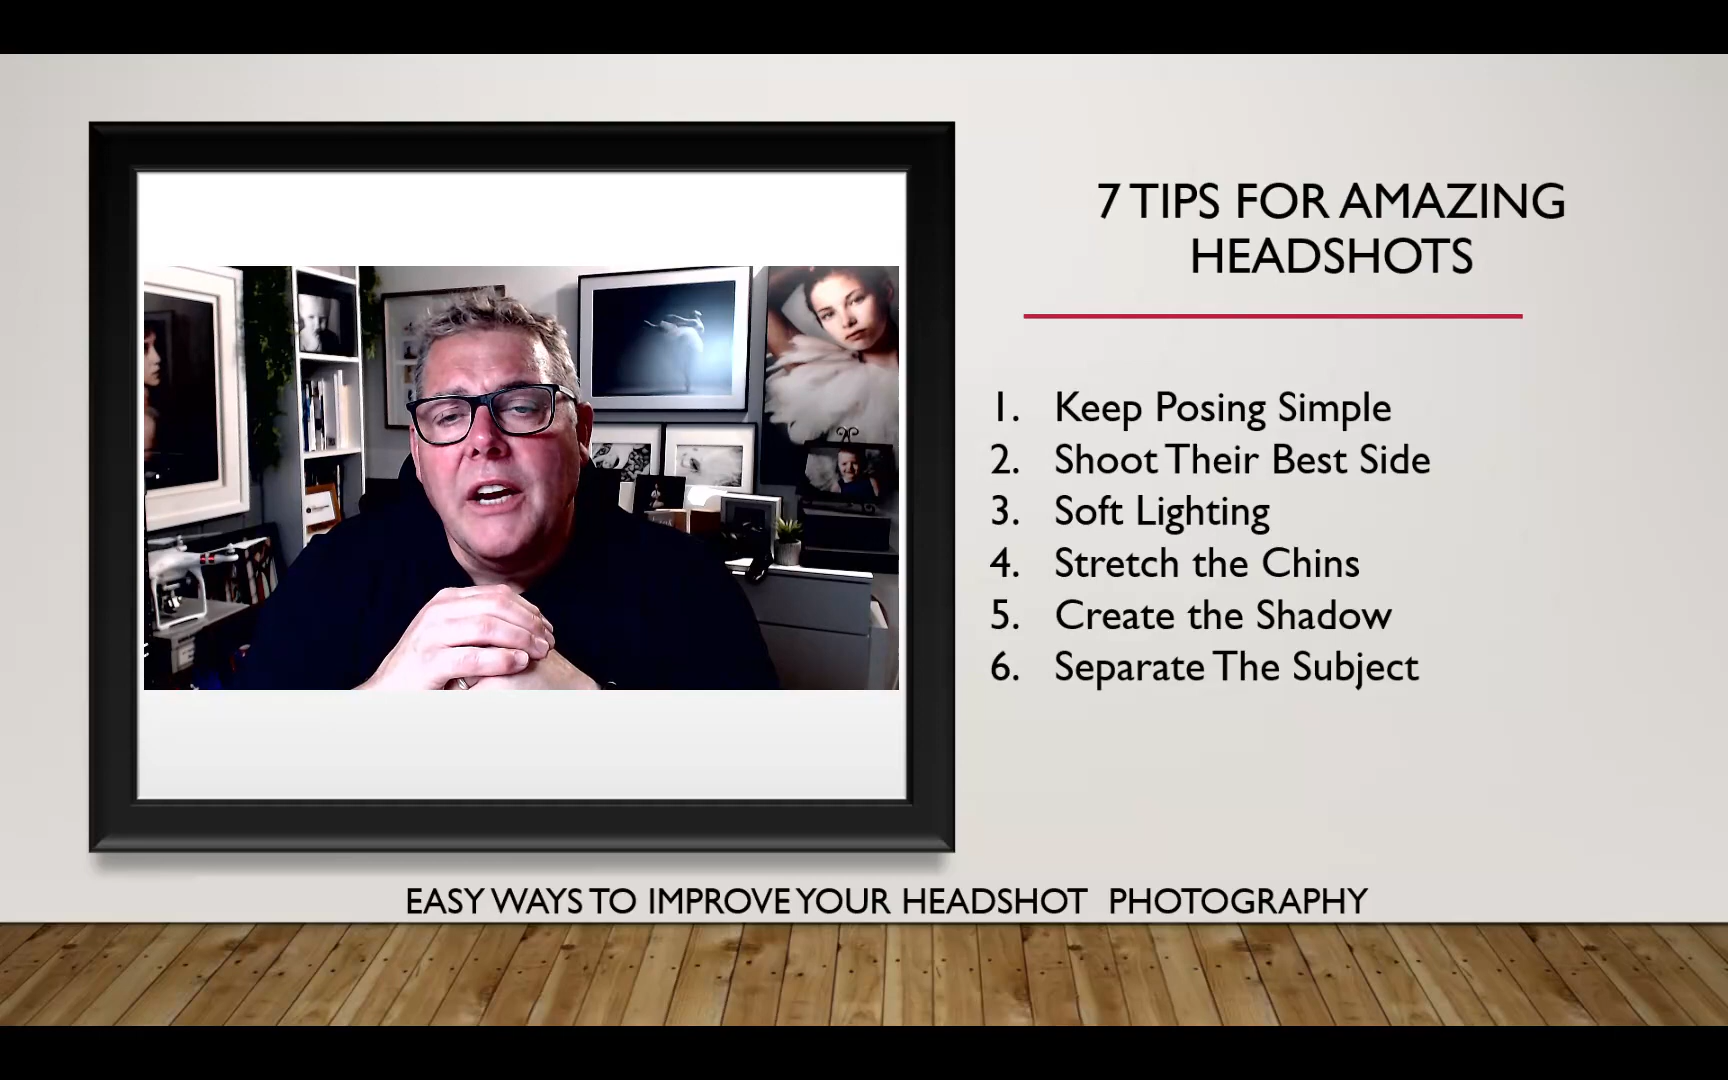 7 TIPS FOR AMAZING
HEADSHOTS
1. Keep Posing Simple
2. Shoot Their Best Side
3. Soft Lighting
4. Stretch the Chins
5. Create the Shadow
6. Separate The Subject
EASY WAYS TO IMPROVE YOUR HEADSHOT PHOTOGRAPHY